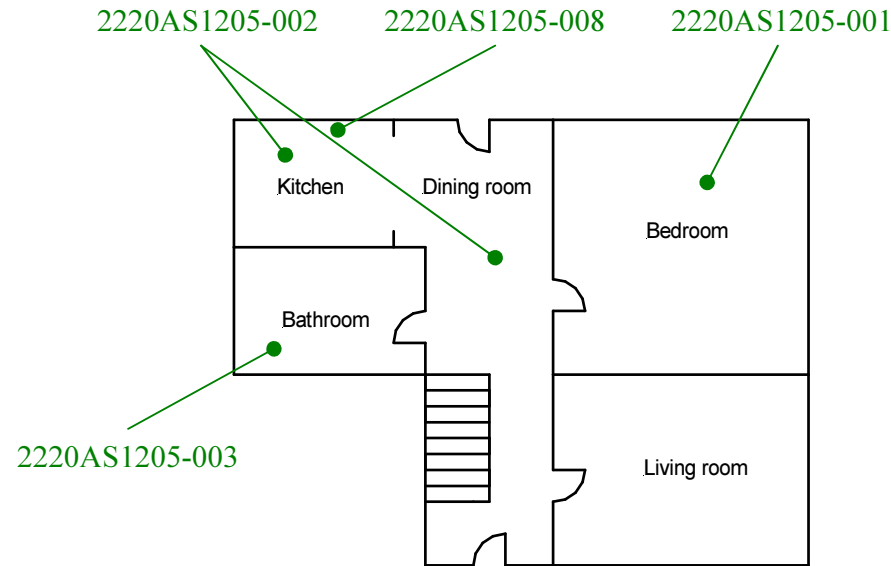 2220AS1205-002
2220AS1205-008
2220AS1205-001
Kitchen
Dining room
Bedroom
Bathroom
2220AS1205-003
Living room